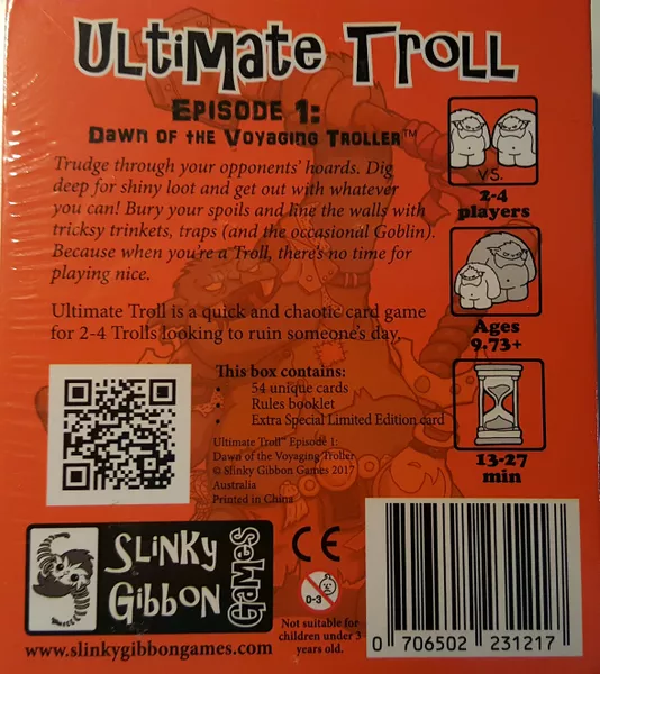 Ultimate Troll
Episode 1:
Dawn of the Voyaging Troller™
Trudge through your opponents' hoards. Dig
deep for shiny loot and get out with whatever
you can! Bury your spoils and line the walls with
tricksy trinkets, traps (and the occasional Goblin).
Because when you're a Troll, there's no time for
playing nice.
Ultimate Troll is a quick and chaotic card game
for 2-4 Trolls looking to ruin someone's day.
VS.
2-4
players
Ages
9.73+
13-27
min
This box contains:
• 54 unique cards
• Rules booklet
• Extra Special Limited Edition card
Ultimate Troll™ Episode 1:
Dawn of the Voyaging Troller
© Slinky Gibbon Games 2017
Australia
Printed in China
Slinky
Gibbon
Games
www.slinkygibbongames.com
CE
0-3
Not suitable for
children under 3
years old.
0 706502 231217